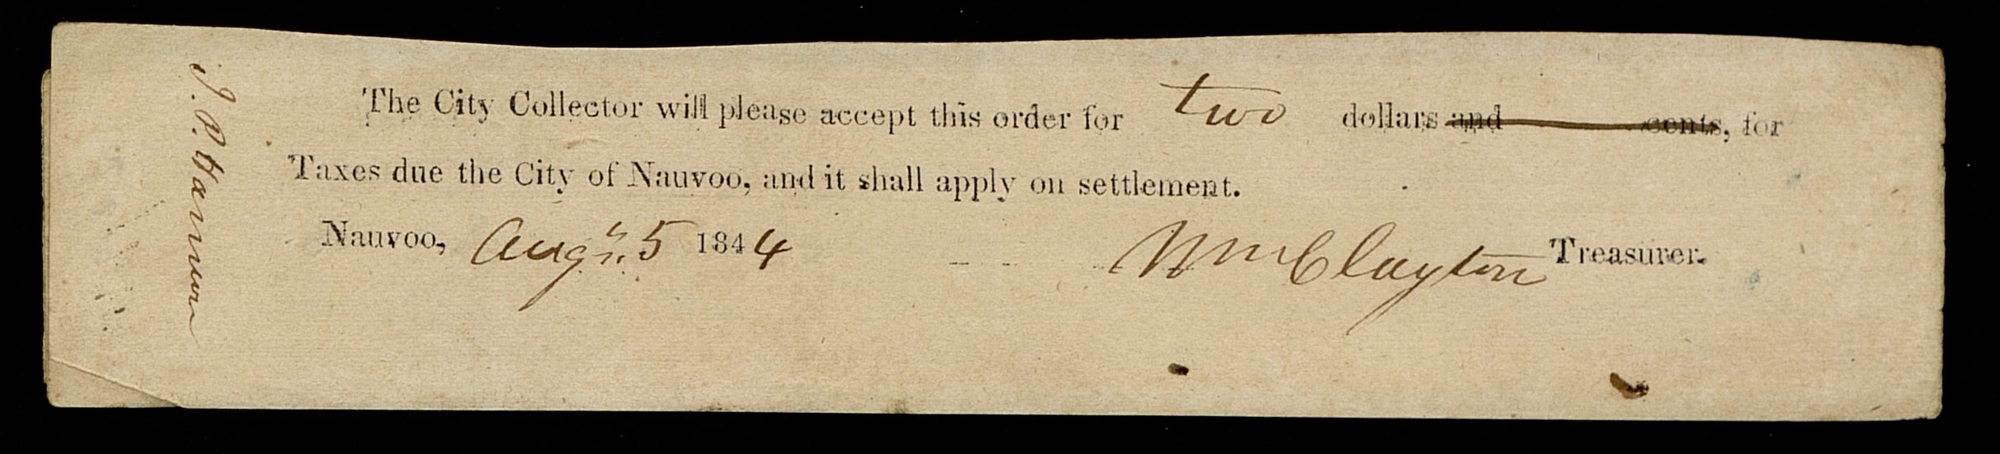 The City Collector will please accept this order for two dollars and cents, for
Taxes due the City of Nauvoo, and it shall apply on settlement.
Nauvoo, Augt. 5 1844 Wm Clayton Treasurer.
J. P. Harmon